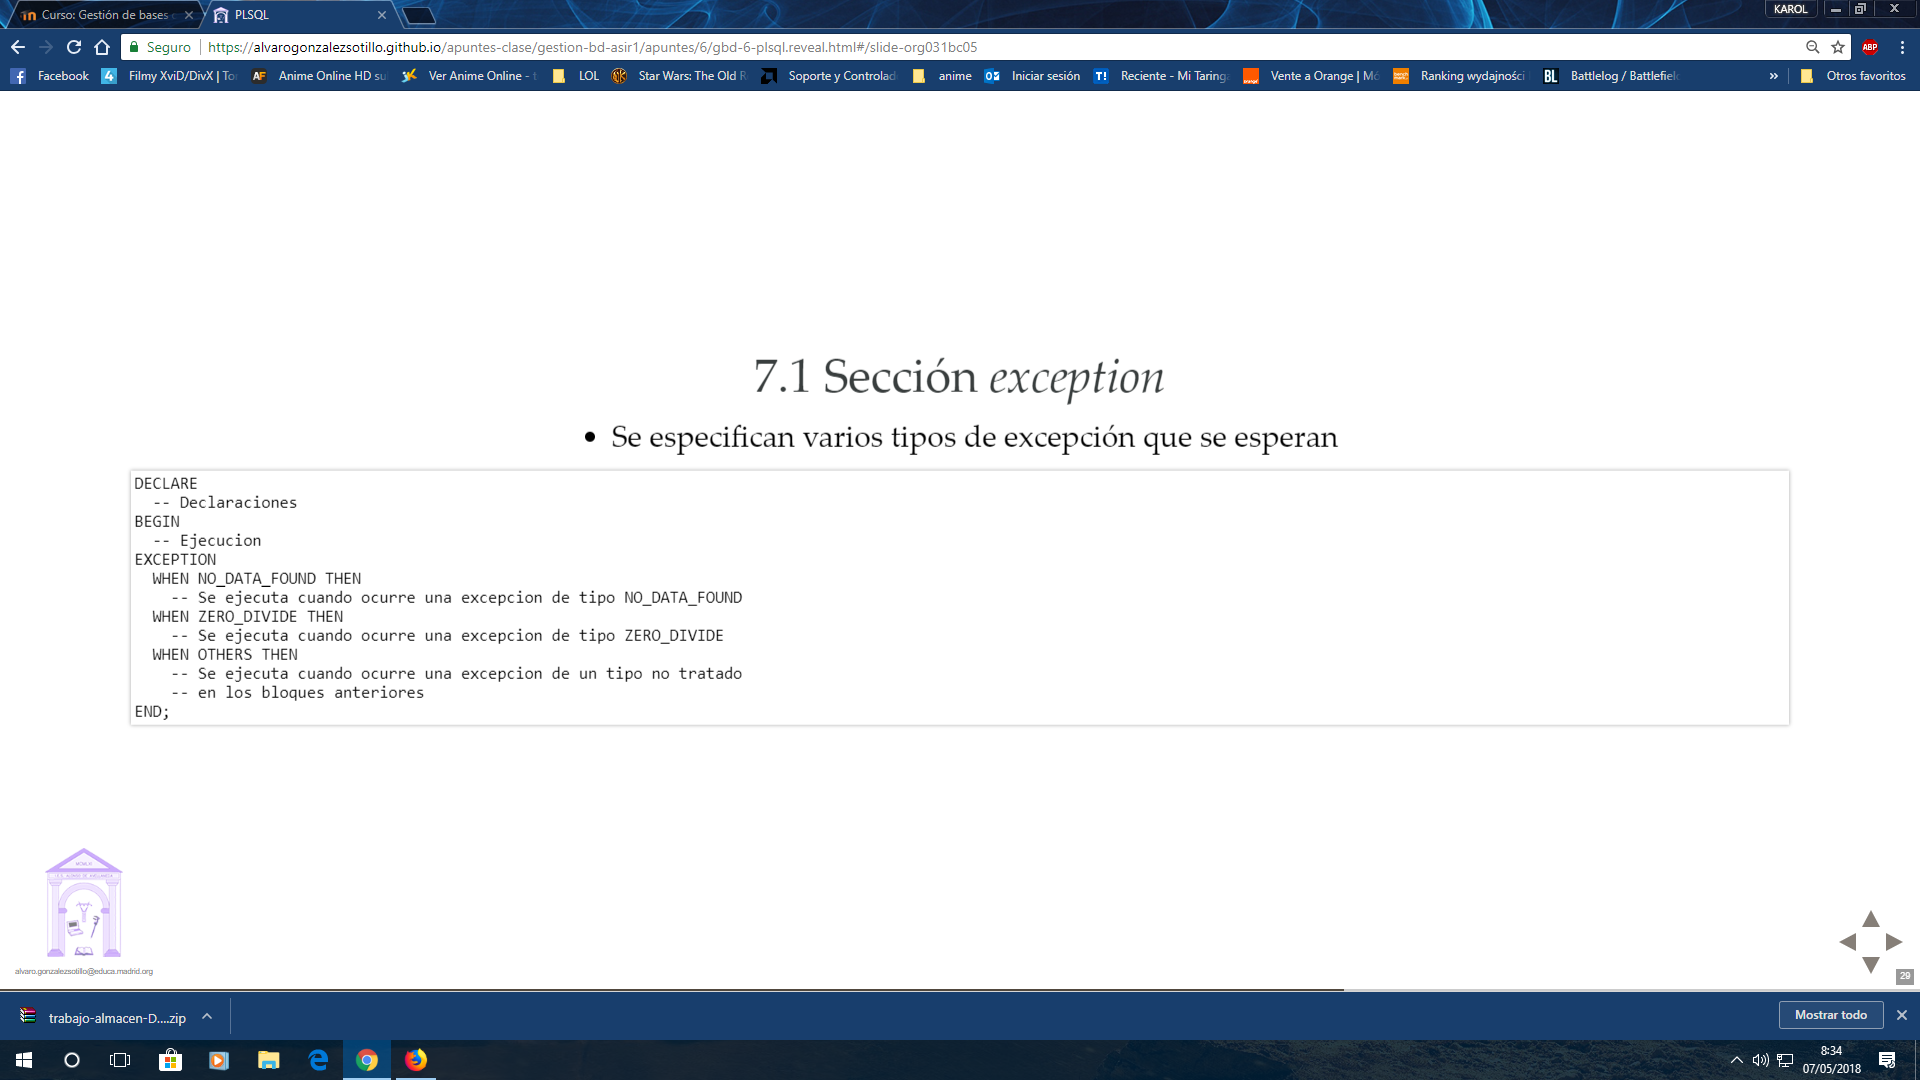 Curso: Gestión de bases
PLSQL
KAROL
Seguro
https://alvarogonzalezsotillo.github.io/apuntes-clase/gestion-bd-asir1/apuntes/6/gbd-6-plsql.reveal.html#/slide-org031bc05
ABP
Facebook
Filmy XviD/DivX | To
Anime Online HD su
Ver Anime Online -
LOL
Star Wars: The Old R
Soporte y Controlad
anime
Iniciar sesión
Reciente - Mi Taringa
Vente a Orange | Mó
Ranking wydajności
BL
Battlelog / Battlefiel
»
Otros favoritos
7.1 Sección exception
• Se especifican varios tipos de excepción que se esperan
DECLARE
-- Declaraciones
BEGIN
-- Ejecucion
EXCEPTION
WHEN NO_DATA_FOUND THEN
-- Se ejecuta cuando ocurre una excepcion de tipo NO_DATA_FOUND
WHEN ZERO_DIVIDE THEN
-- Se ejecuta cuando ocurre una excepcion de tipo ZERO_DIVIDE
WHEN OTHERS THEN
-- Se ejecuta cuando ocurre una excepcion de un tipo no tratado
-- en los bloques anteriores
END;
alvaro.gonzalezsotillo@educa.madrid.org
29
trabajo-almacen-D....zip
Mostrar todo
8:34
07/05/2018